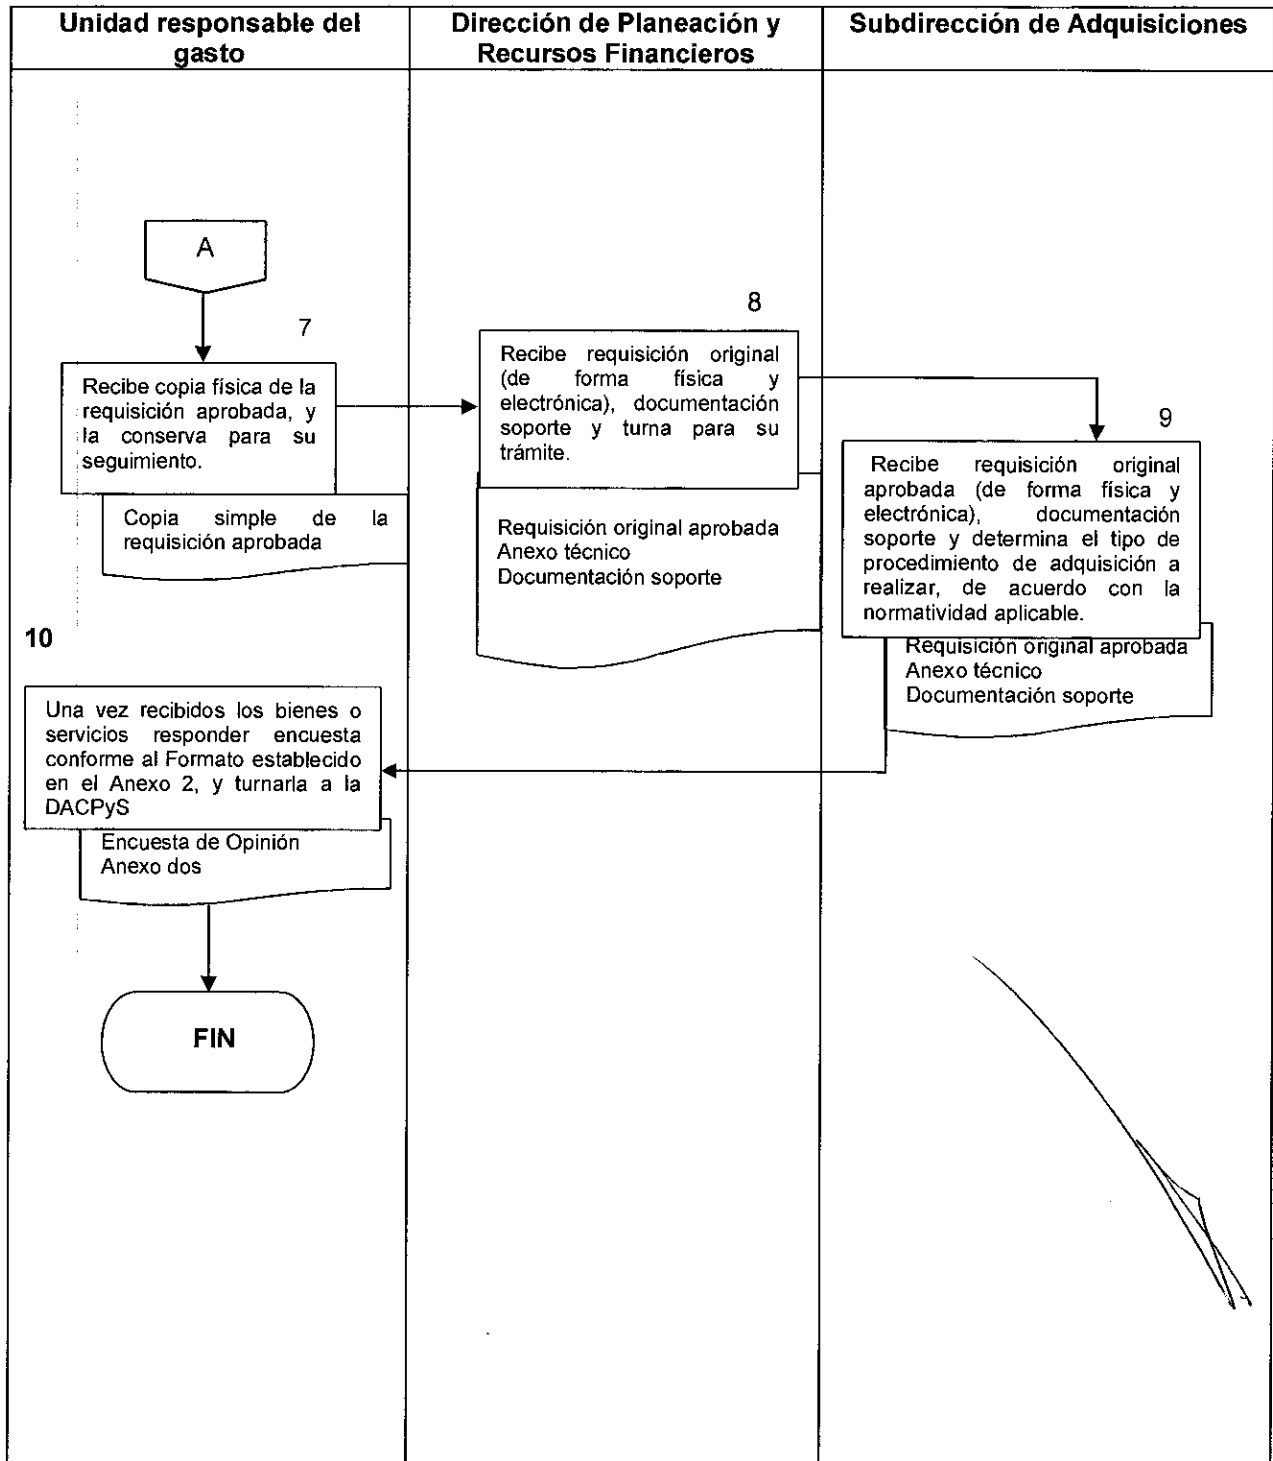 Unidad responsable del
gasto
Dirección de Planeación y
Recursos Financieros
Subdirección de Adquisiciones
A
7
Recibe copia física de la
requisición aprobada, y
la conserva para su
seguimiento.
Copia simple de la
requisición aprobada
8
Recibe requisición original
(de forma física y
electrónica), documentación
soporte y turna para su
trámite.
Requisición original aprobada
Anexo técnico
Documentación soporte
9
Recibe requisición original
aprobada (de forma física y
electrónica), documentación
soporte y determina el tipo de
procedimiento de adquisición a
realizar, de acuerdo con la
normatividad aplicable.
Requisición original aprobada
Anexo técnico
Documentación soporte
10
Una vez recibidos los bienes o
servicios responder encuesta
conforme al Formato establecido
en el Anexo 2, y turnarla a la
DACPyS
Encuesta de Opinión
Anexo dos
FIN